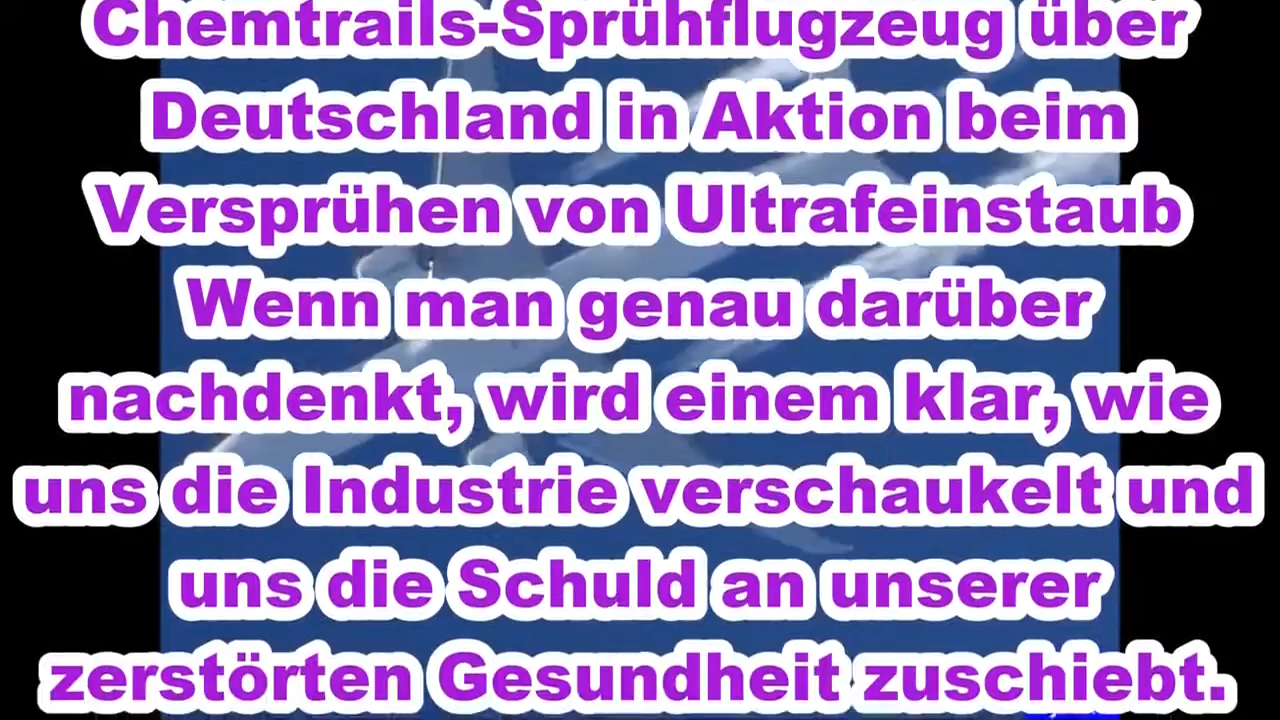 Chemtrails-Sprühflugzeug über
Deutschland in Aktion beim
Versprühen von Ultrafeinstaub
Wenn man genau darüber
nachdenkt, wird einem klar, wie
uns die Industrie verschaukelt und
uns die Schuld an unserer
zerstörten Gesundheit zuschiebt.